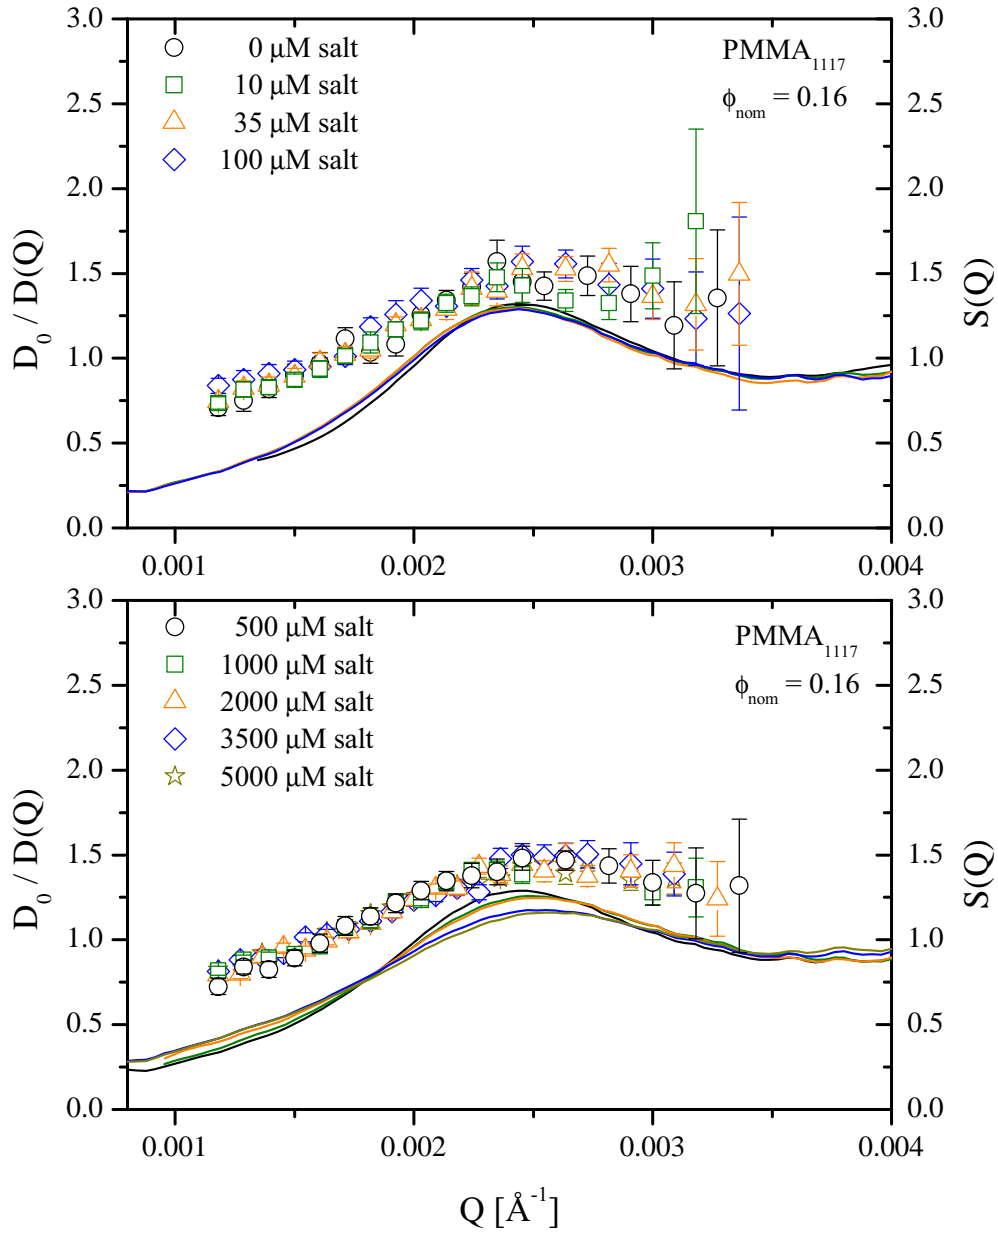 3.0
2.5
2.0
1.5
1.0
0.5
0.0
D₀ / D(Q)
0 μM salt
10 μM salt
35 μM salt
100 μM salt
PMMA₁₁₁₇
ϕₙₒₘ = 0.16
3.0
2.5
2.0
1.5
1.0
0.5
0.0
S(Q)
0.001
0.002
0.003
0.004
3.0
2.5
2.0
1.5
1.0
0.5
0.0
D₀ / D(Q)
500 μM salt
1000 μM salt
2000 μM salt
3500 μM salt
5000 μM salt
PMMA₁₁₁₇
ϕₙₒₘ = 0.16
3.0
2.5
2.0
1.5
1.0
0.5
0.0
S(Q)
0.001
0.002
0.003
0.004
Q [Å⁻¹]